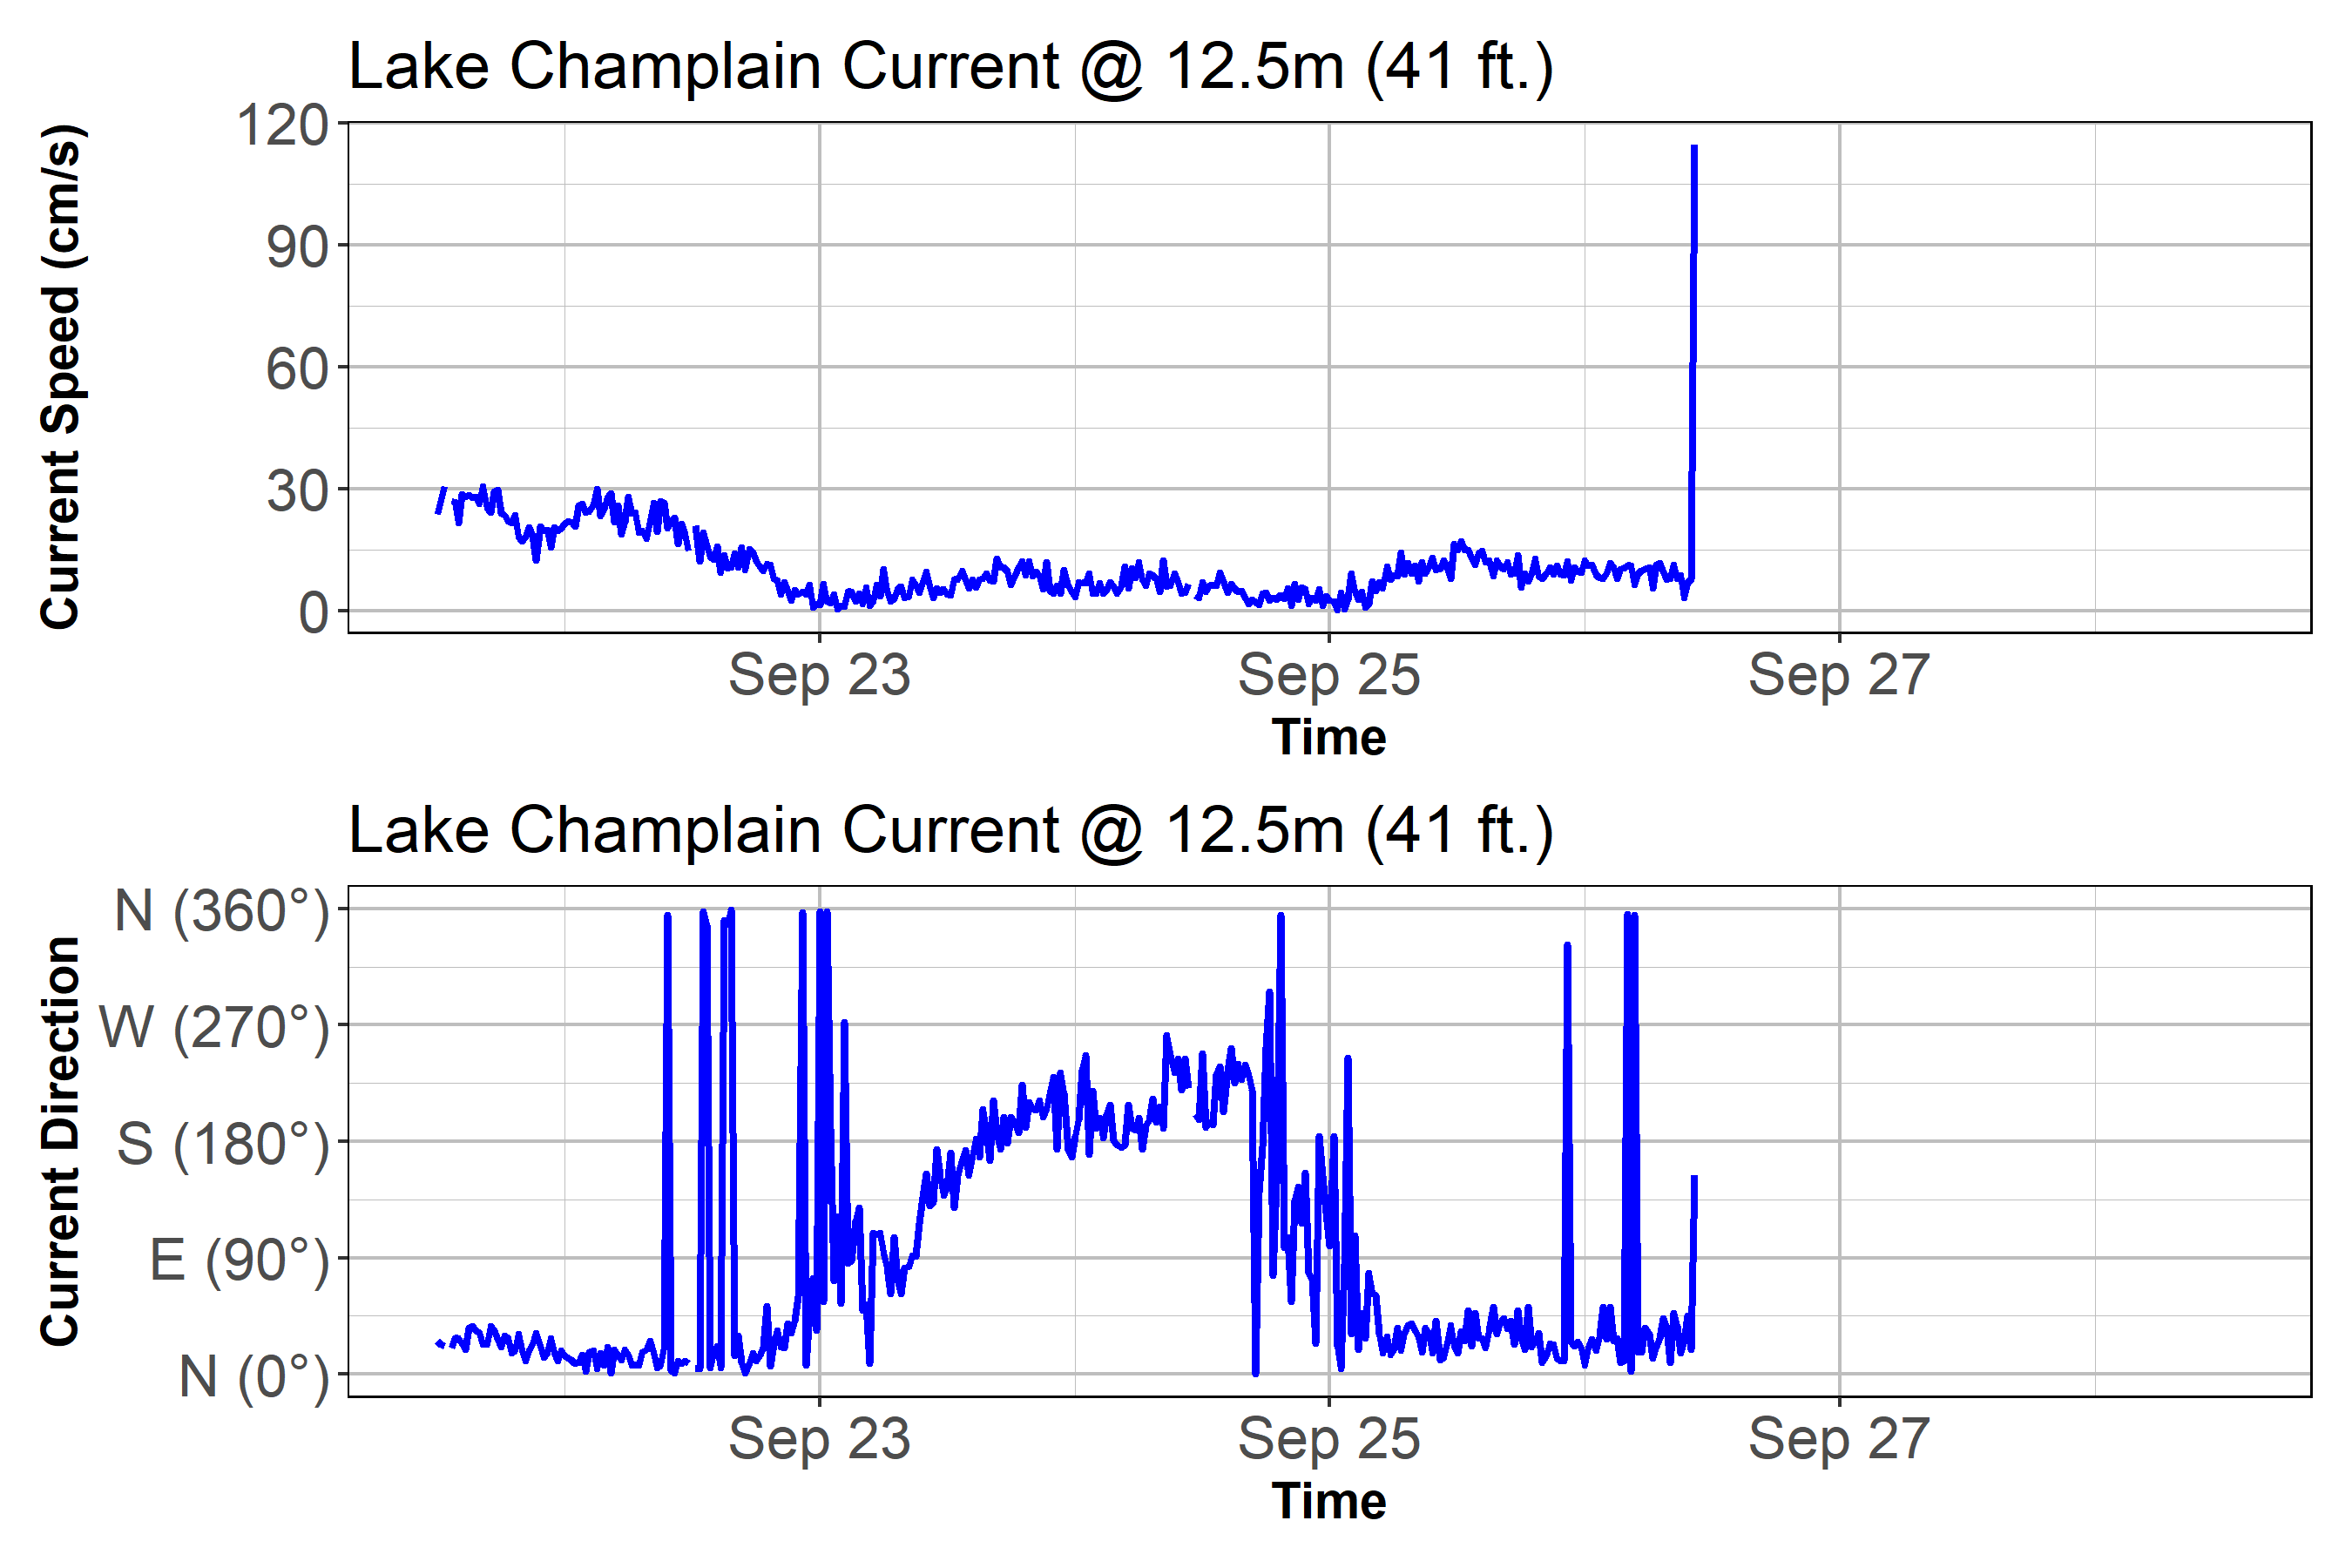 Lake Champlain Current @ 12.5m (41 ft.)
Current Speed (cm/s)
120
90
60
30
0
Sep 23 Sep 25 Sep 27
Time
Lake Champlain Current @ 12.5m (41 ft.)
Current Direction
N (360°)
W (270°)
S (180°)
E (90°)
N (0°)
Sep 23 Sep 25 Sep 27
Time